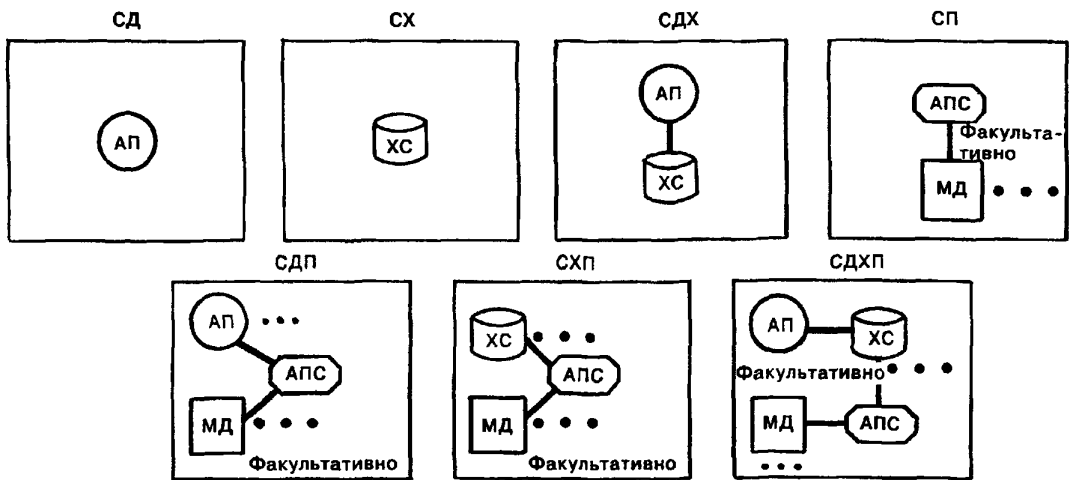 СД СХ СДХ СП
АП
ХС
АП
ХС
АПС
Факульта-
тивно
МД
СДП СХП СДХП
АП
АПС
МД
Факультативно
ХС
АПС
МД
Факультативно
АП
ХС
Факультативно
МД
АПС